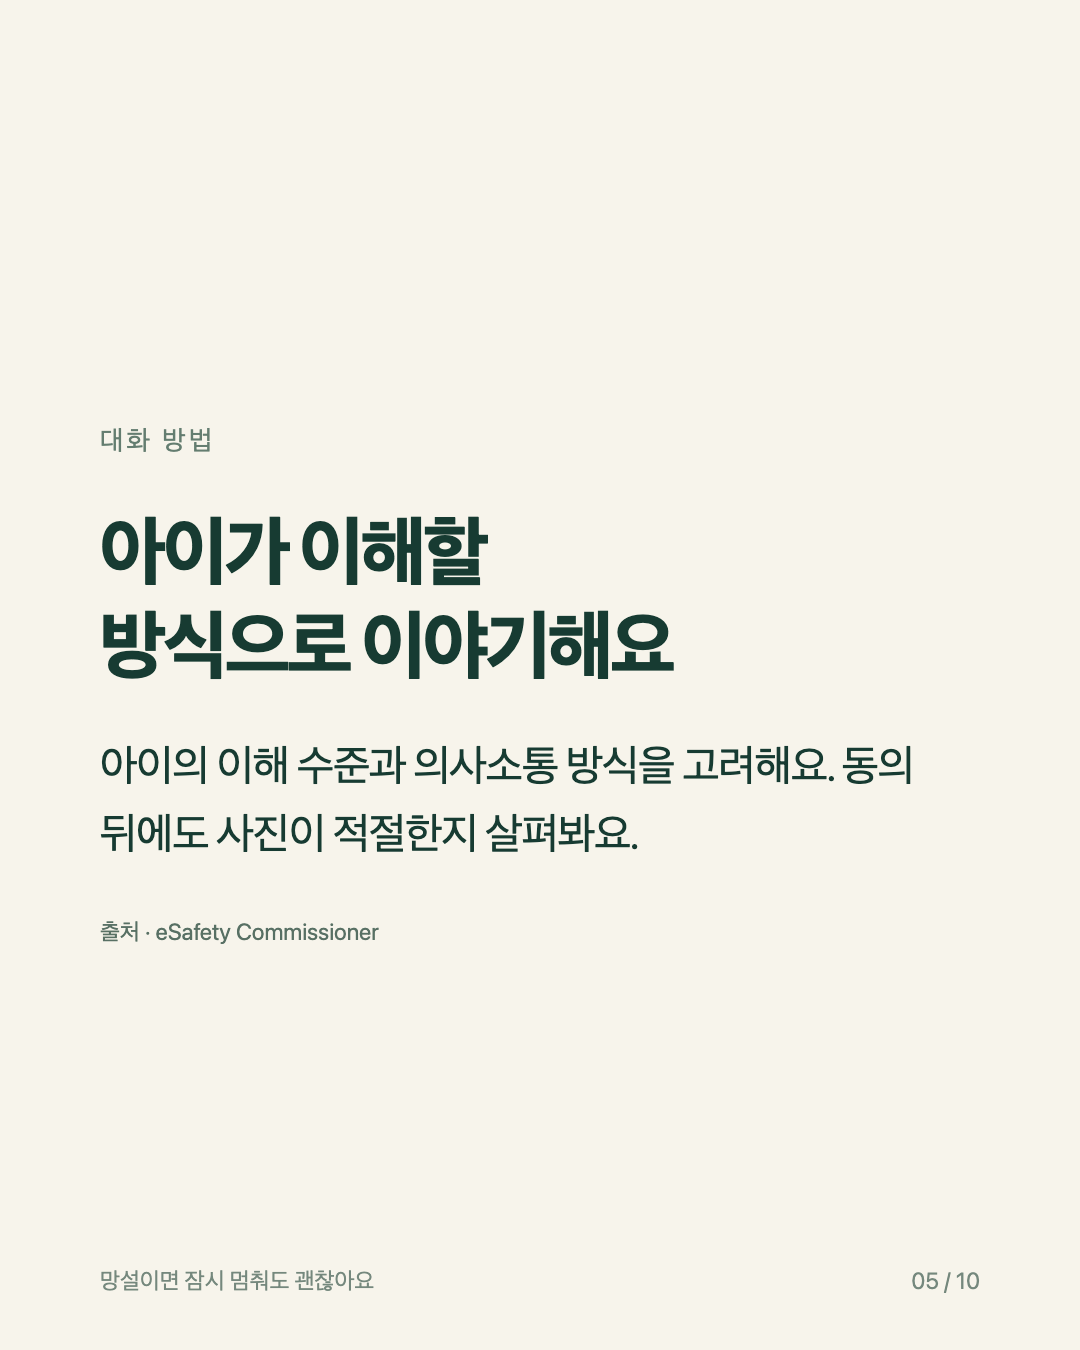 대화 방법
아이가 이해할
방식으로 이야기해요
아이의 이해 수준과 의사소통 방식을 고려해요. 동의
뒤에도 사진이 적절한지 살펴봐요.
출처 · eSafety Commissioner
망설이면 잠시 멈춰도 괜찮아요
05 / 10